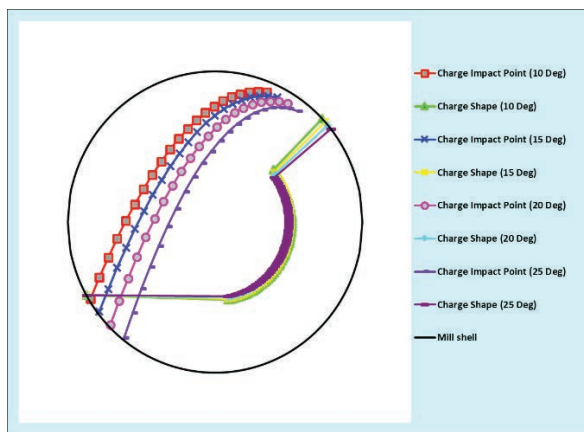 Charge Impact Point (10 Deg)
Charge Shape (10 Deg)
Charge Impact Point (15 Deg)
Charge Shape (15 Deg)
Charge Impact Point (20 Deg)
Charge Shape (20 Deg)
Charge Impact Point (25 Deg)
Charge Shape (25 Deg)
Mill shell